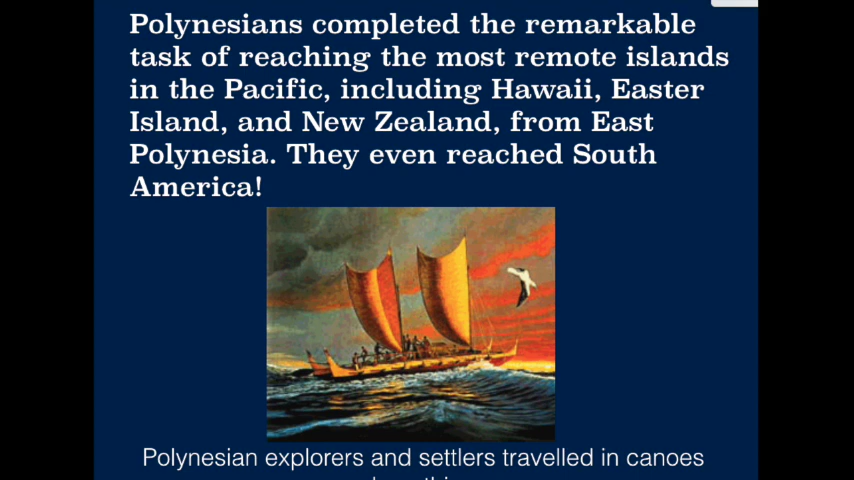 Polynesians completed the remarkable
task of reaching the most remote islands
in the Pacific, including Hawaii, Easter
Island, and New Zealand, from East
Polynesia. They even reached South
America!
Polynesian explorers and settlers travelled in canoes